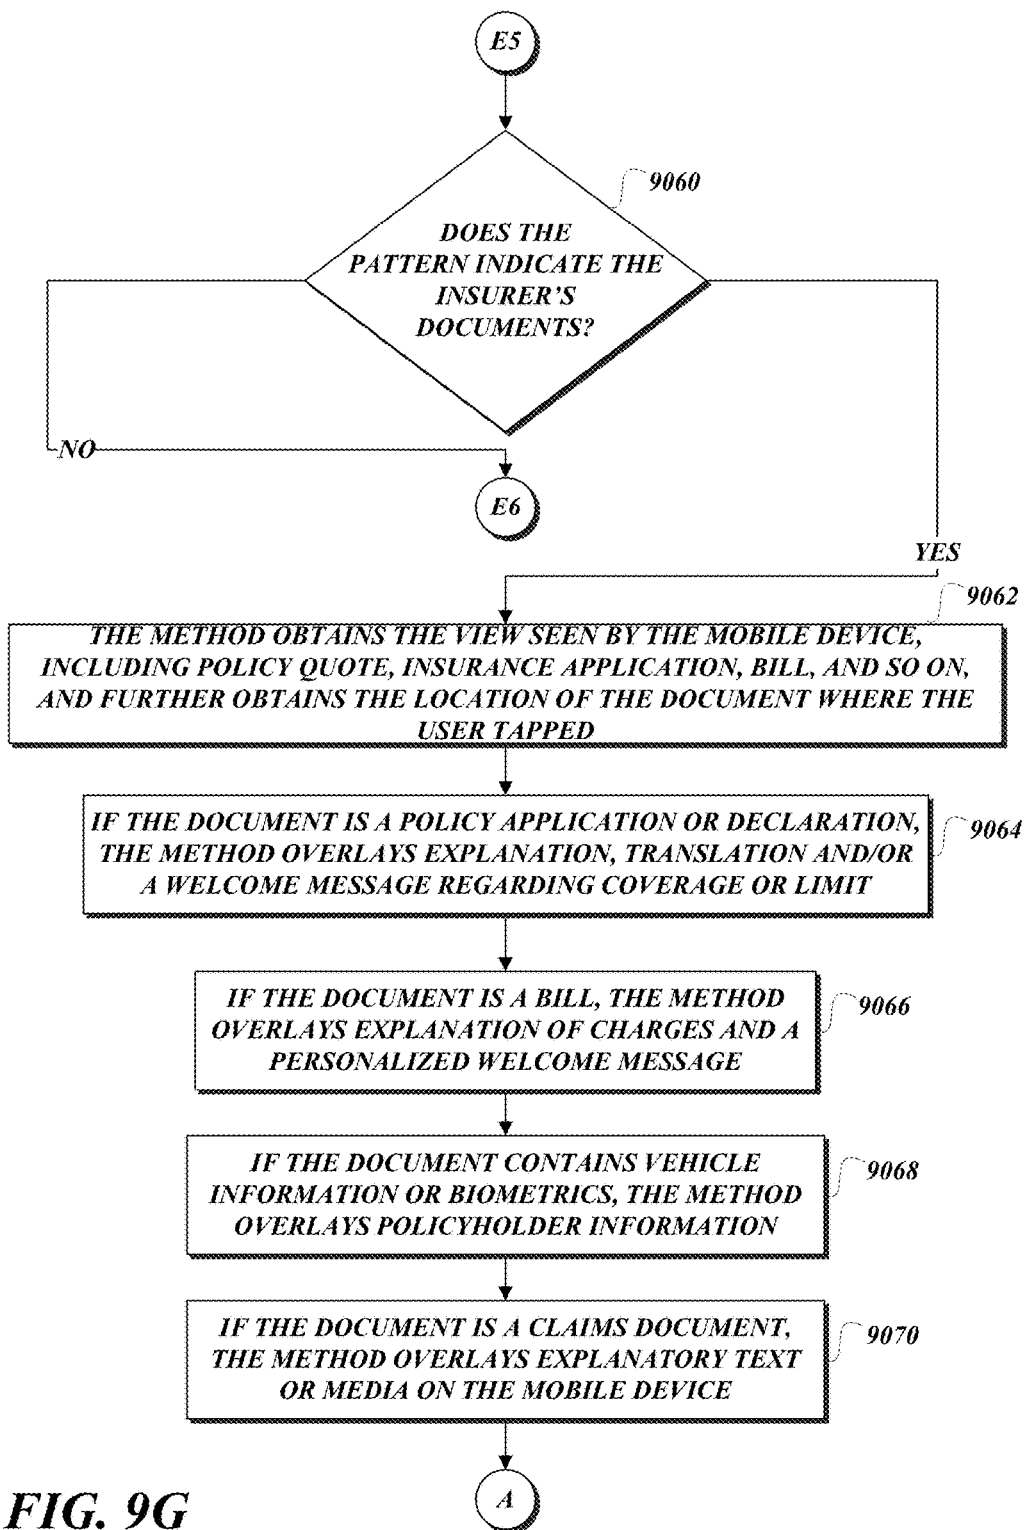 E5
9060
DOES THE
PATTERN INDICATE THE
INSURER'S
DOCUMENTS?
NO
E6
YES
9062
THE METHOD OBTAINS THE VIEW SEEN BY THE MOBILE DEVICE,
INCLUDING POLICY QUOTE, INSURANCE APPLICATION, BILL, AND SO ON,
AND FURTHER OBTAINS THE LOCATION OF THE DOCUMENT WHERE THE
USER TAPPED
IF THE DOCUMENT IS A POLICY APPLICATION OR DECLARATION,
THE METHOD OVERLAYS EXPLANATION, TRANSLATION AND/OR
A WELCOME MESSAGE REGARDING COVERAGE OR LIMIT
9064
IF THE DOCUMENT IS A BILL, THE METHOD
OVERLAYS EXPLANATION OF CHARGES AND A
PERSONALIZED WELCOME MESSAGE
9066
IF THE DOCUMENT CONTAINS VEHICLE
INFORMATION OR BIOMETRICS, THE METHOD
OVERLAYS POLICYHOLDER INFORMATION
9068
IF THE DOCUMENT IS A CLAIMS DOCUMENT,
THE METHOD OVERLAYS EXPLANATORY TEXT
OR MEDIA ON THE MOBILE DEVICE
9070
A
FIG. 9G